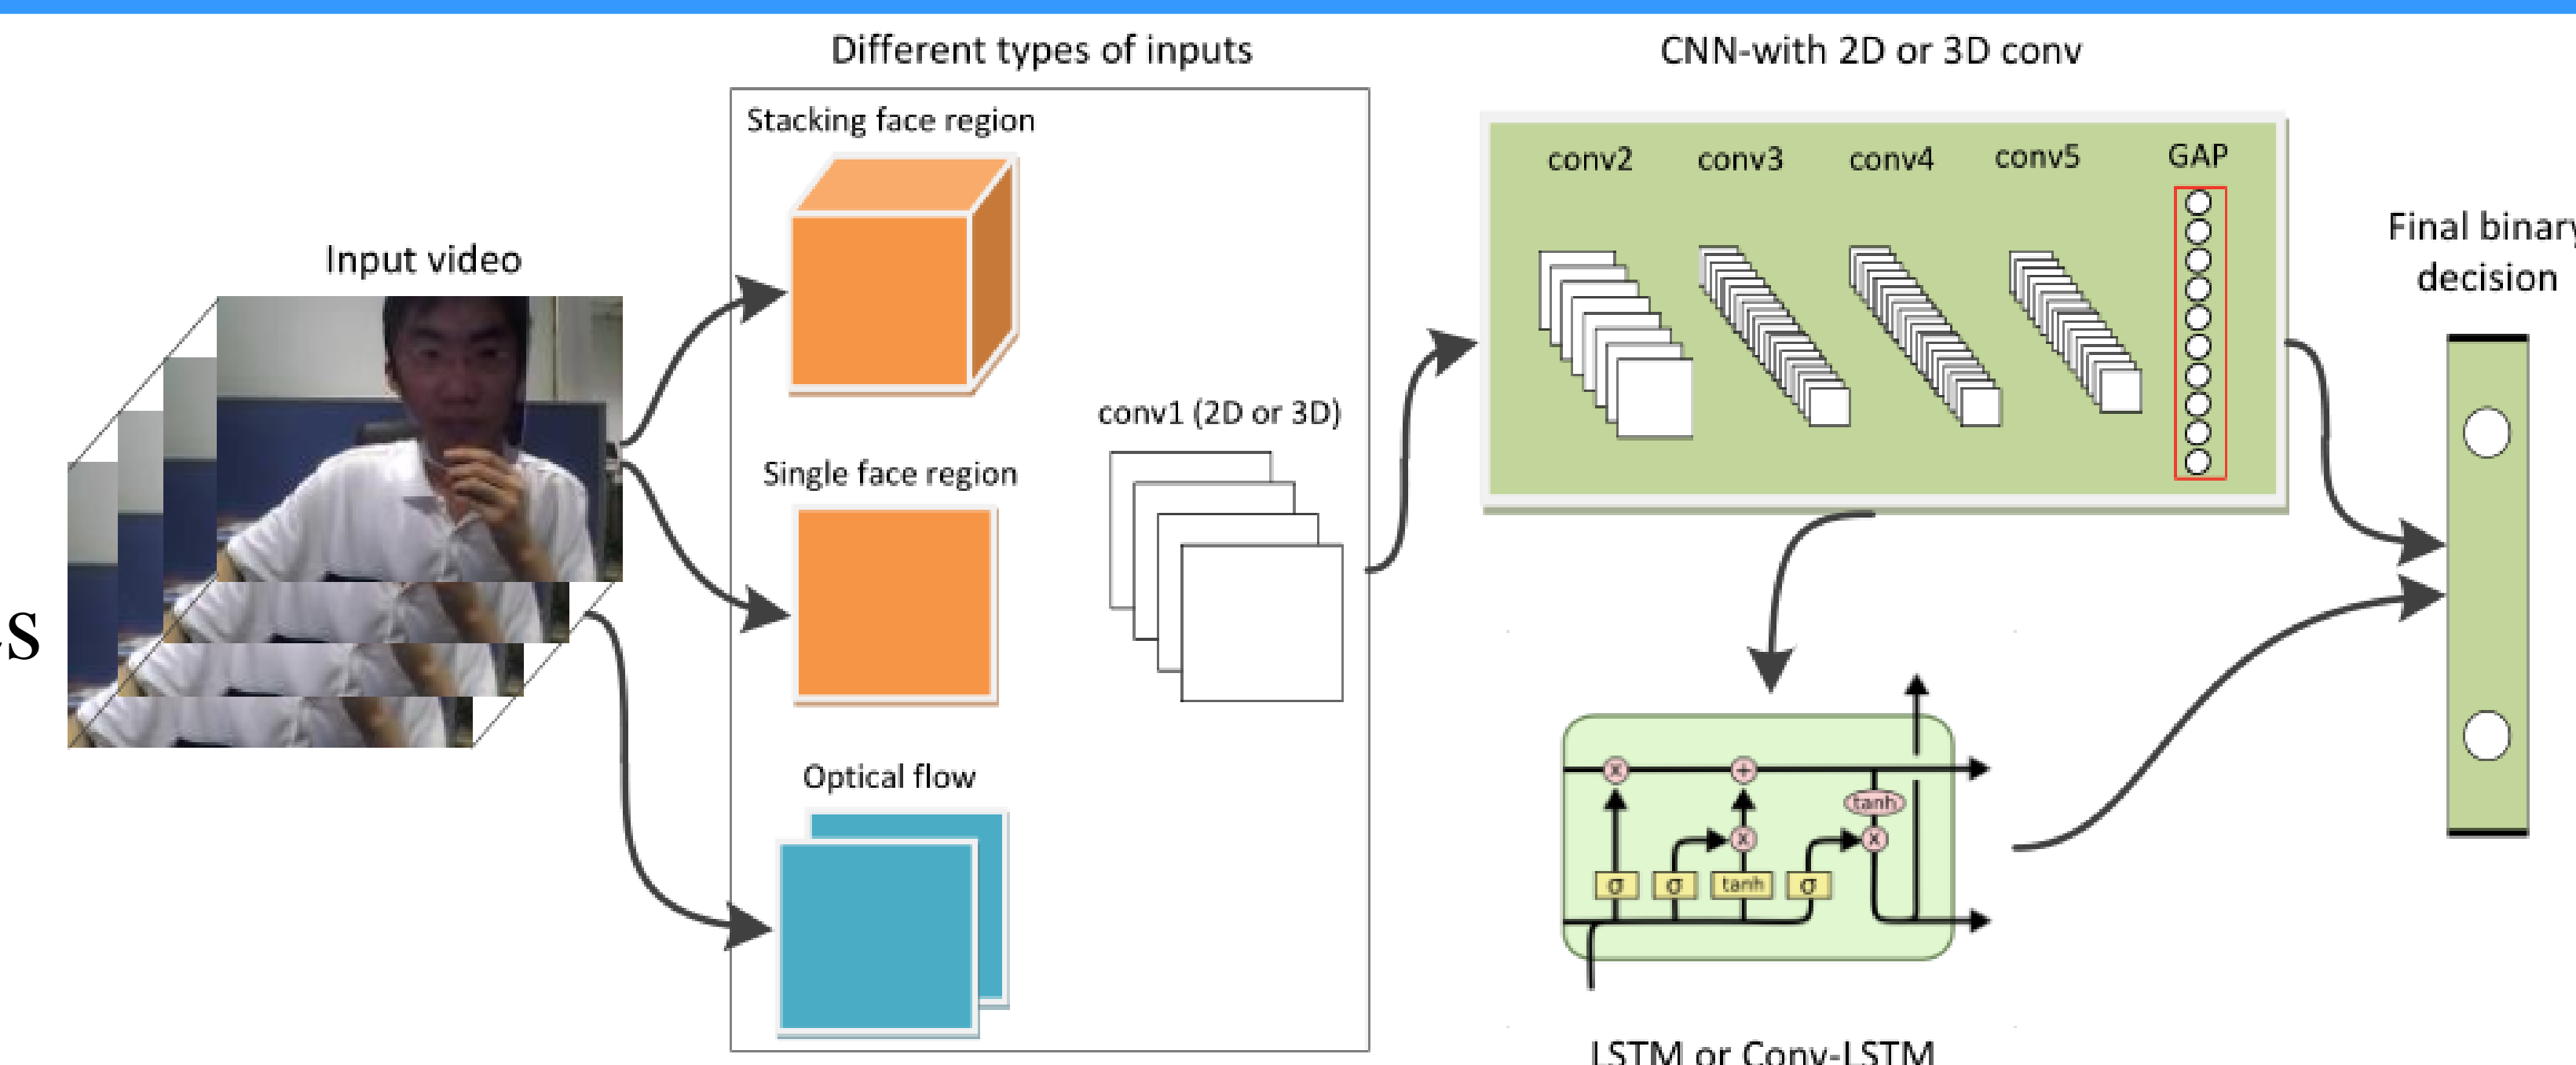 Different types of inputs
CNN-with 2D or 3D conv
Stacking face region
conv2 conv3 conv4 conv5 GAP
Input video
Final binary
decision
conv1 (2D or 3D)
Single face region
Optical flow
x + tanh
x x
σ σ tanh σ
LSTM or Conv-LSTM